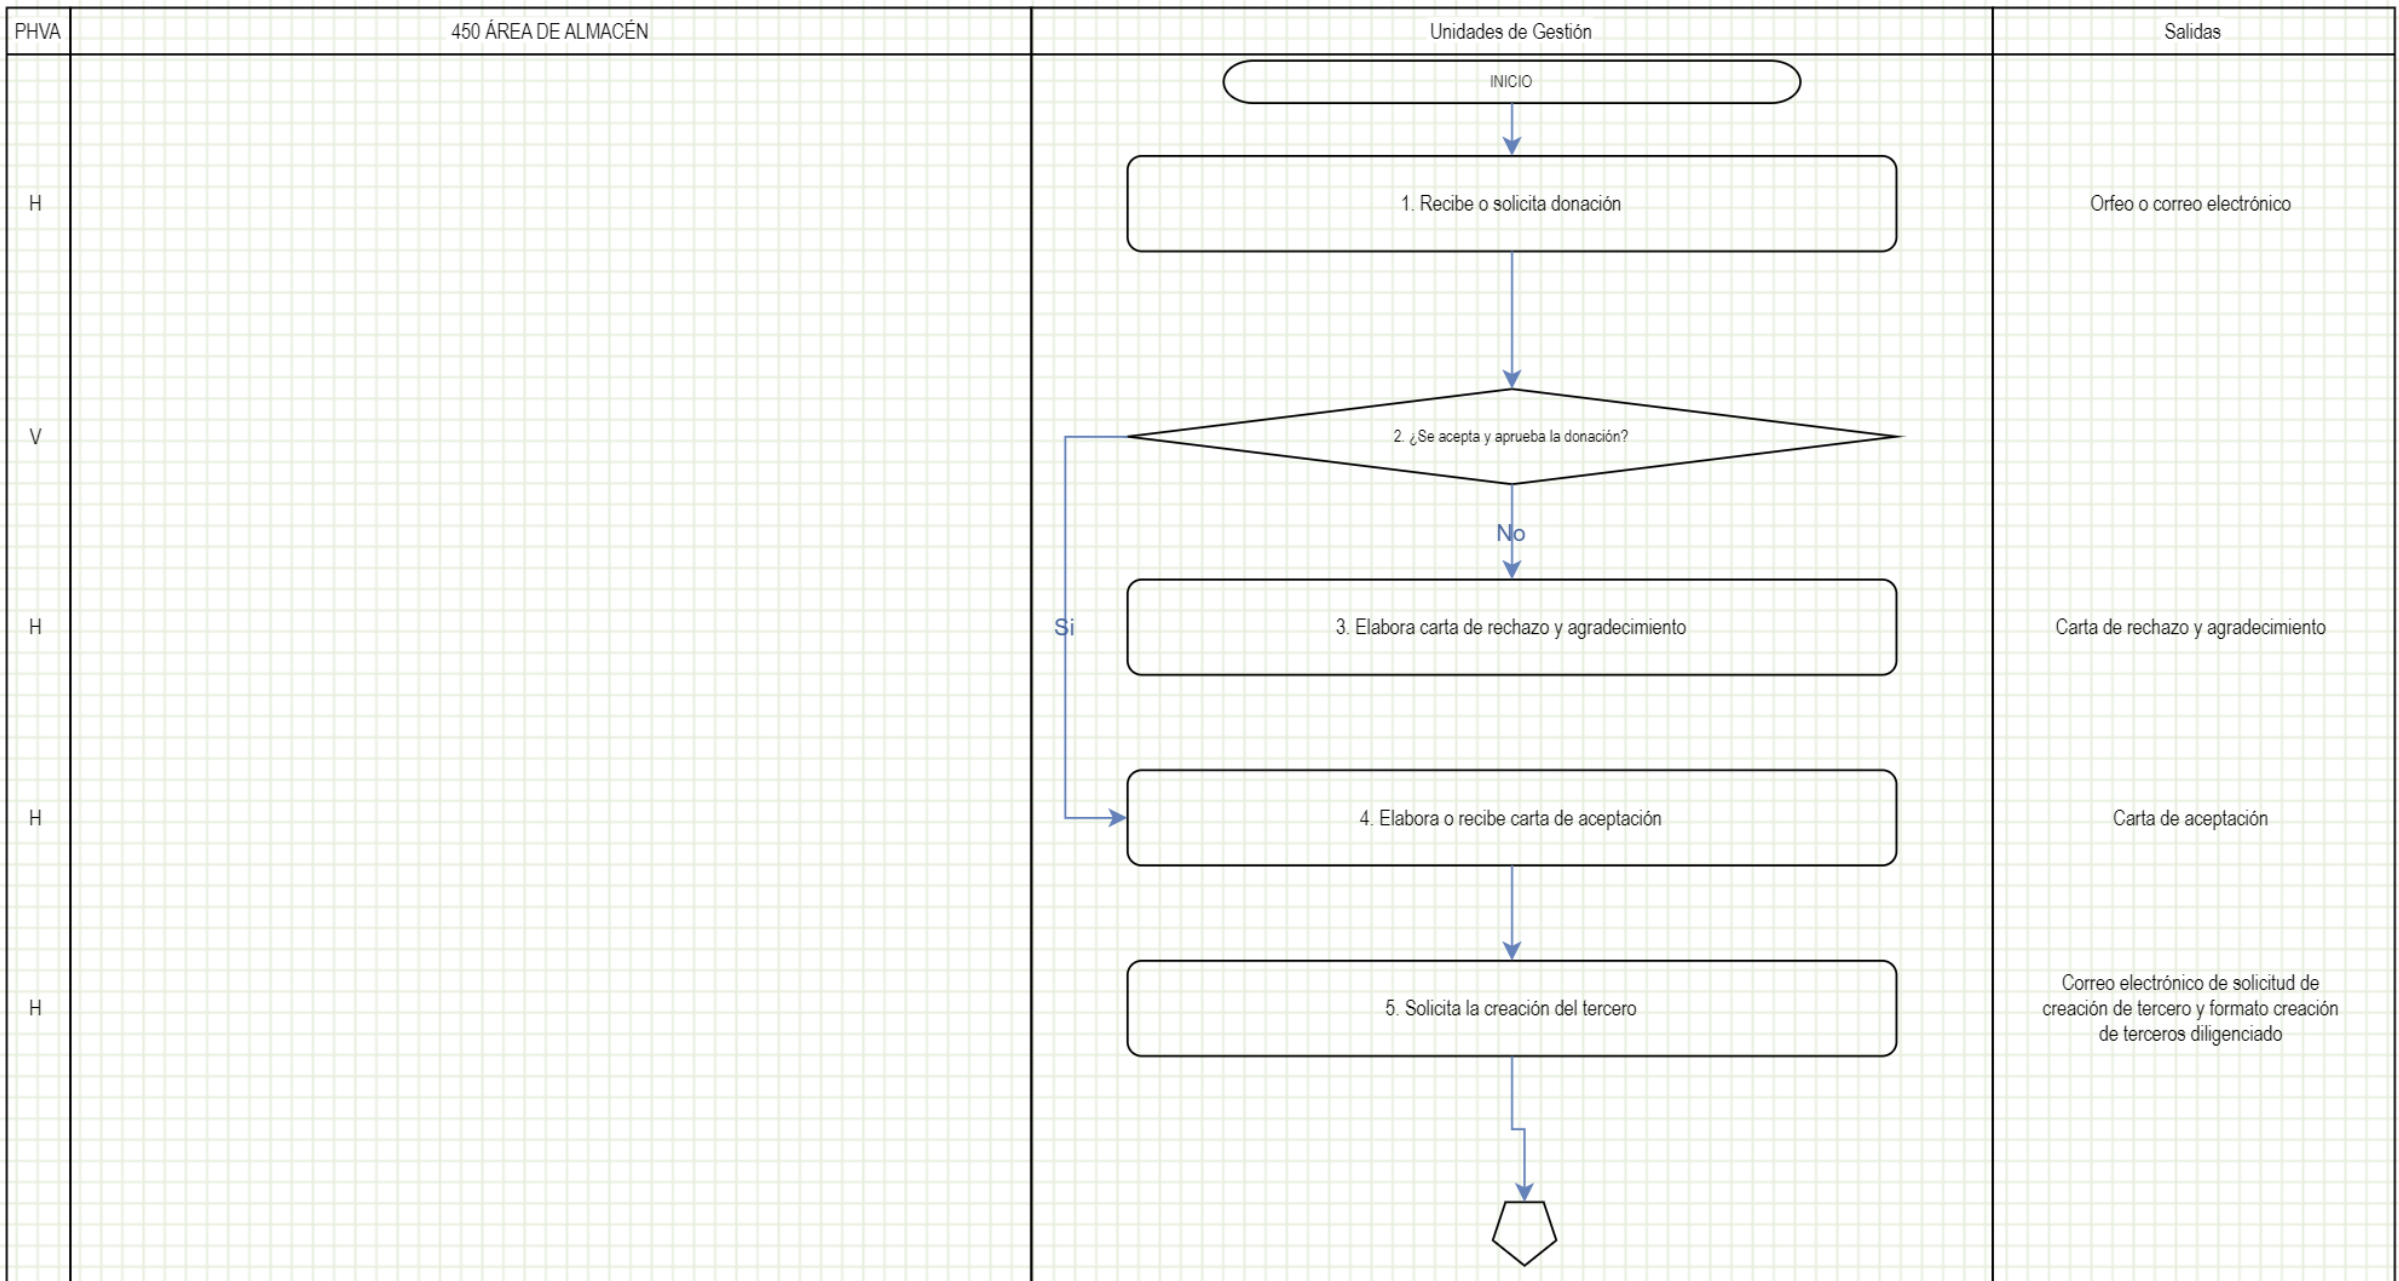 PHVA
450 ÁREA DE ALMACÉN
Unidades de Gestión
Salidas
INICIO
H
1. Recibe o solicita donación
Orfeo o correo electrónico
V
2. ¿Se acepta y aprueba la donación?
No
H
Si
3. Elabora carta de rechazo y agradecimiento
Carta de rechazo y agradecimiento
H
4. Elabora o recibe carta de aceptación
Carta de aceptación
H
5. Solicita la creación del tercero
Correo electrónico de solicitud de
creación de tercero y formato creación
de terceros diligenciado